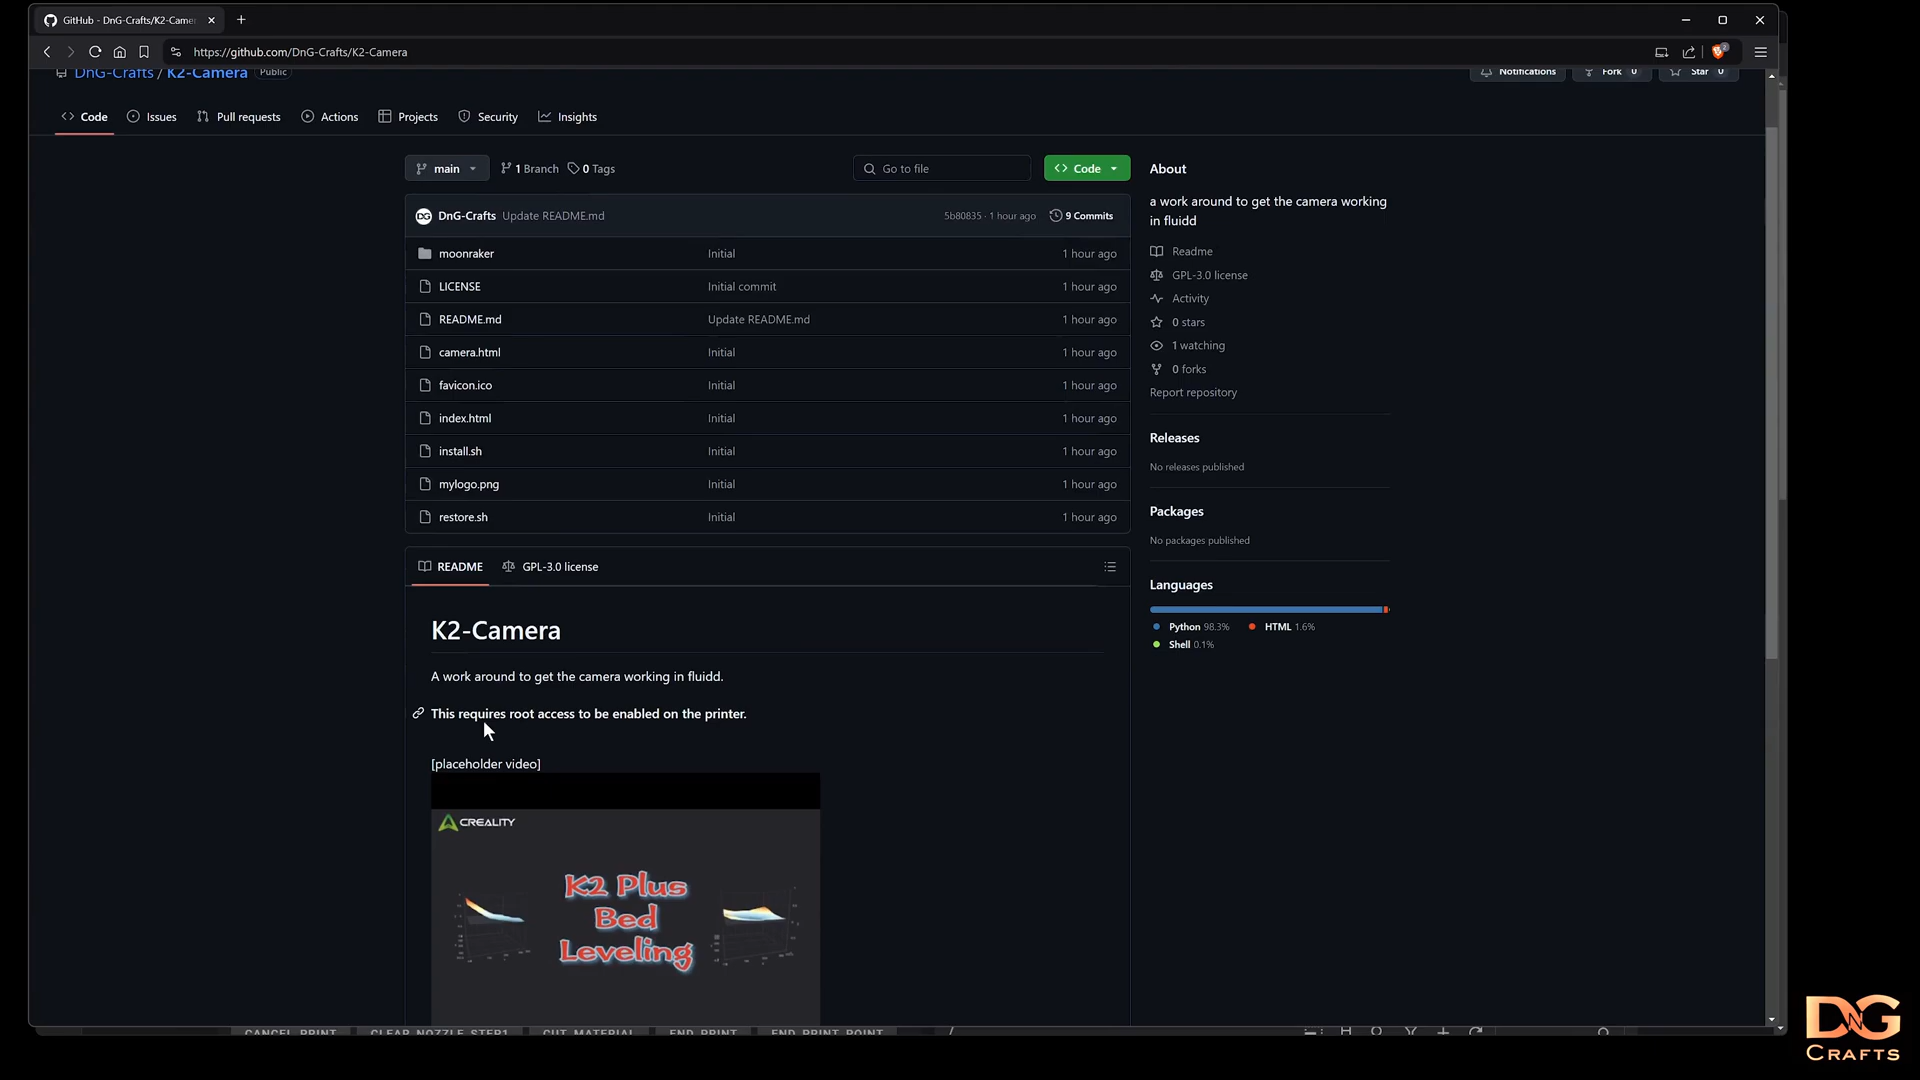 GitHub - DnG-Crafts/K2-Camer
https://github.com/DnG-Crafts/K2-Camera
2
DnG-Crafts / K2-Camera Public
Notifications Fork 0 Star 0
Code Issues Pull requests Actions Projects Security Insights
main 1 Branch 0 Tags Go to file Code
DnG-Crafts Update README.md 5b80835 · 1 hour ago 9 Commits
moonraker Initial 1 hour ago
LICENSE Initial commit 1 hour ago
README.md Update README.md 1 hour ago
camera.html Initial 1 hour ago
favicon.ico Initial 1 hour ago
index.html Initial 1 hour ago
install.sh Initial 1 hour ago
mylogo.png Initial 1 hour ago
restore.sh Initial 1 hour ago
README GPL-3.0 license
K2-Camera
A work around to get the camera working in fluidd.
This requires root access to be enabled on the printer.
[placeholder video]
CREALITY
K2 Plus
Bed
Leveling
About
a work around to get the camera working
in fluidd
Readme
GPL-3.0 license
Activity
0 stars
1 watching
0 forks
Report repository
Releases
No releases published
Packages
No packages published
Languages
Python 98.3% HTML 1.6%
Shell 0.1%
CANCEL_PRINT CLEAR_NOZZLE_STEP1 CUT_MATERIAL END_PRINT END_PRINT_POINT
DnG
CRAFTS